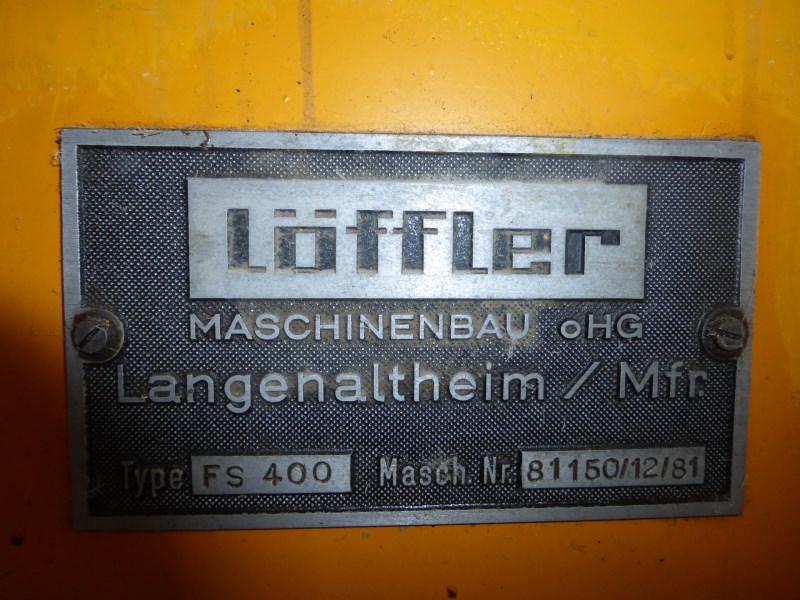 Löffler
MASCHINENBAU oHG
Langenaltheim / Mfr.
Type FS 400 Masch. Nr. 81150/12/81